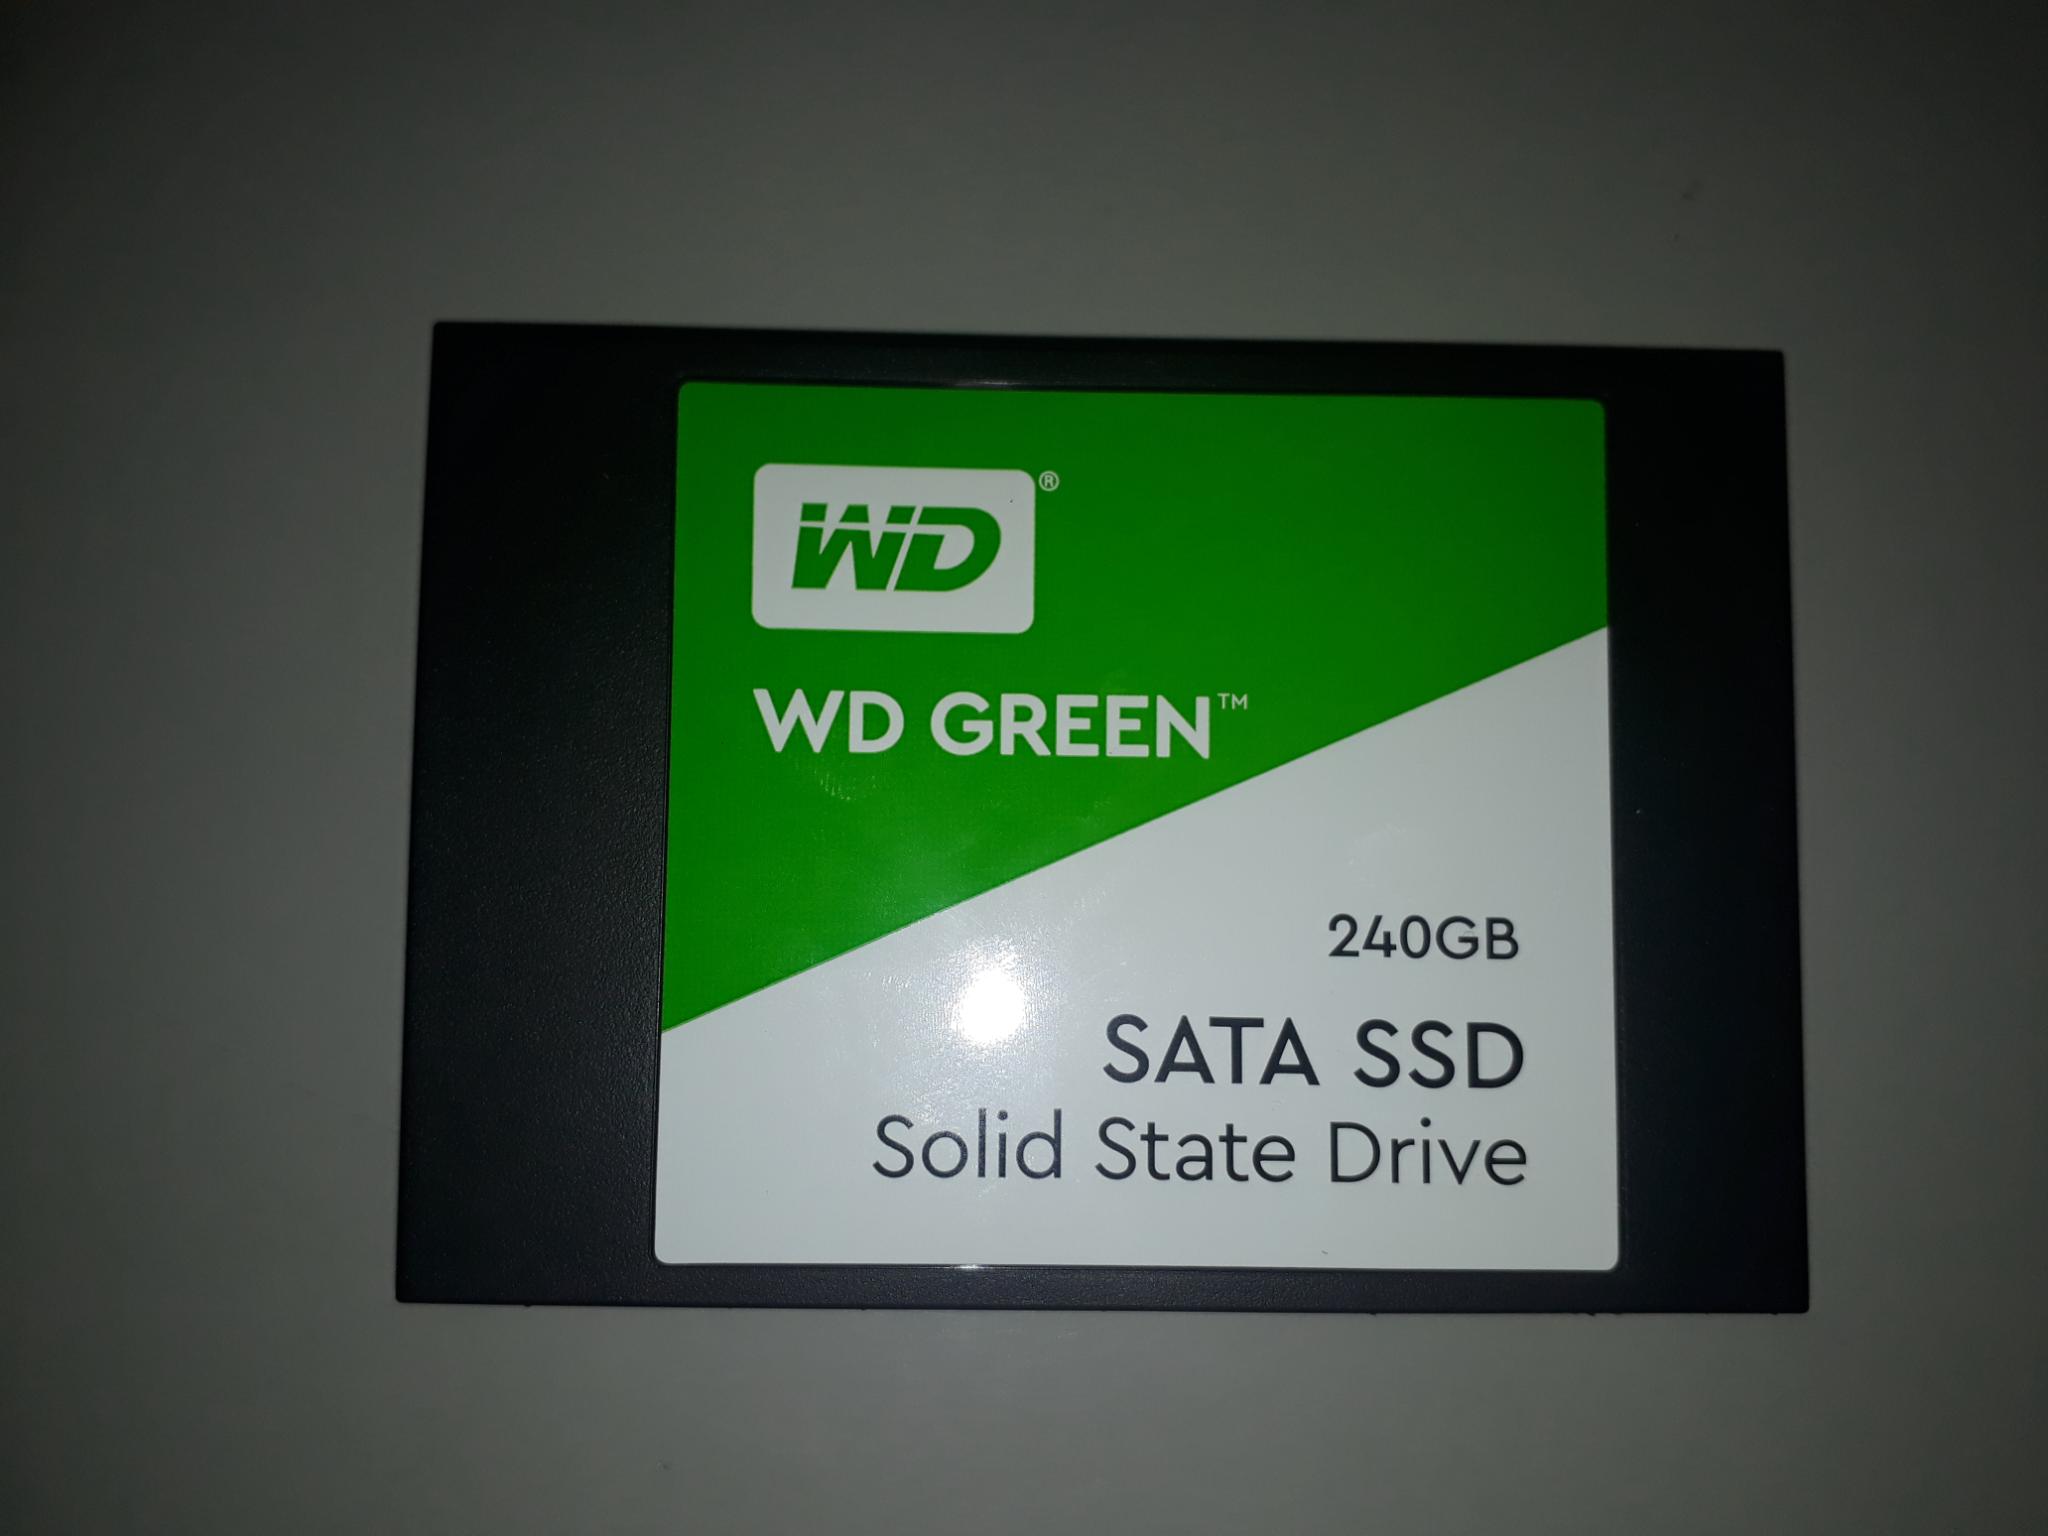 WD®
WD GREEN™
240GB
SATA SSD
Solid State Drive